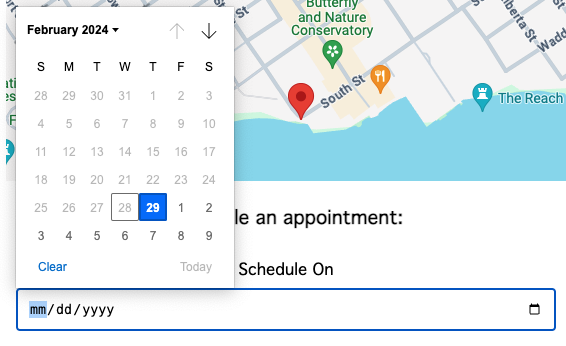 February 2024
S M T W T F S
28 29 30 31 1 2 3
4 5 6 7 8 9 10
11 12 13 14 15 16 17
18 19 20 21 22 23 24
25 26 27 28 29 1 2
3 4 5 6 7 8 9
Clear Today
Butterfly
and Nature
Conservatory
South St
The Reach
le an appointment:
Schedule On
mm/dd/yyyy